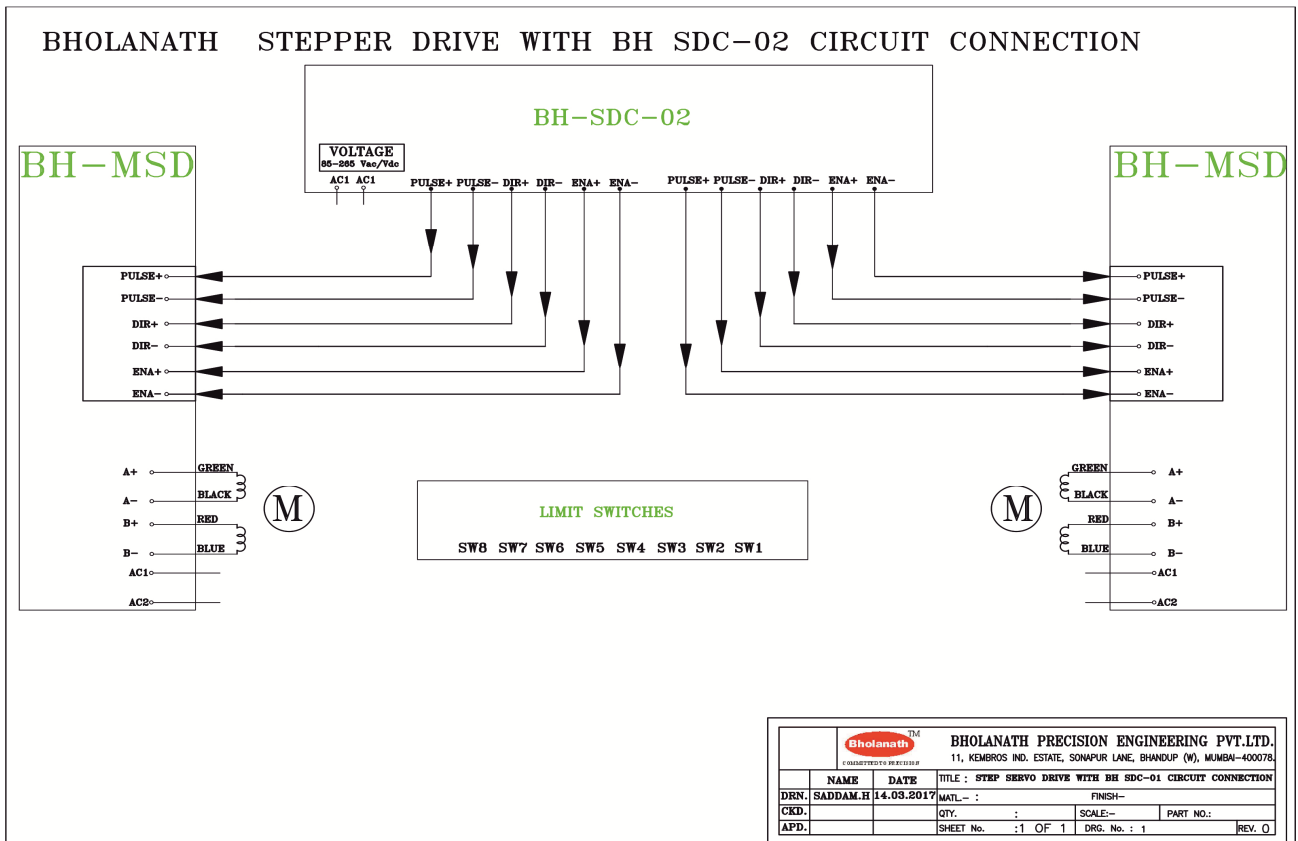 BHOLANATH STEPPER DRIVE WITH BH SDC-02 CIRCUIT CONNECTION
BH-SDC-02
VOLTAGE
85-265 Vac/Vdc
AC1 AC1
PULSE+ PULSE- DIR+ DIR- ENA+ ENA-
PULSE+ PULSE- DIR+ DIR- ENA+ ENA-
BH-MSD
PULSE+
PULSE-
DIR+
DIR-
ENA+
ENA-
A+ GREEN
A- BLACK
B+ RED
B- BLUE
AC1
AC2
M
LIMIT SWITCHES
SW8 SW7 SW6 SW5 SW4 SW3 SW2 SW1
BH-MSD
PULSE+
PULSE-
DIR+
DIR-
ENA+
ENA-
M
GREEN A+
BLACK A-
RED B+
BLUE B-
AC1
AC2
Bholanath TM
COMMITTED TO PRECISION
BHOLANATH PRECISION ENGINEERING PVT.LTD.
11, KEMBROS IND. ESTATE, SONAPUR LANE, BHANDUP (W), MUMBAI-400078.
NAME DATE TITLE : STEP SERVO DRIVE WITH BH SDC-01 CIRCUIT CONNECTION
DRN. SADDAM.H 14.03.2017 MATL.- : FINISH-
CKD. QTY. : SCALE:- PART NO.:
APD. SHEET No. :1 OF 1 DRG. No. : 1 REV. 0